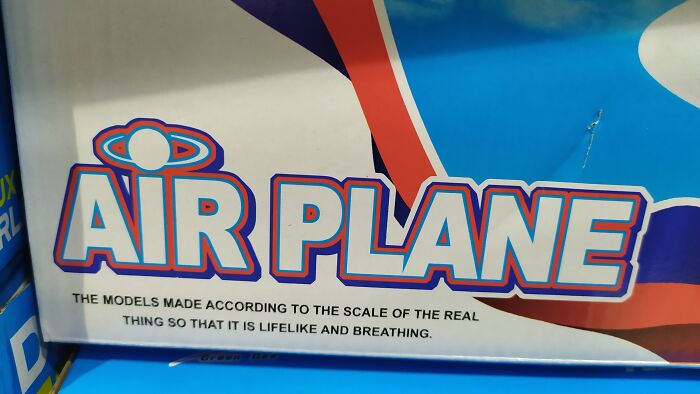 AIR PLANE
THE MODELS MADE ACCORDING TO THE SCALE OF THE REAL
THING SO THAT IT IS LIFELIKE AND BREATHING.